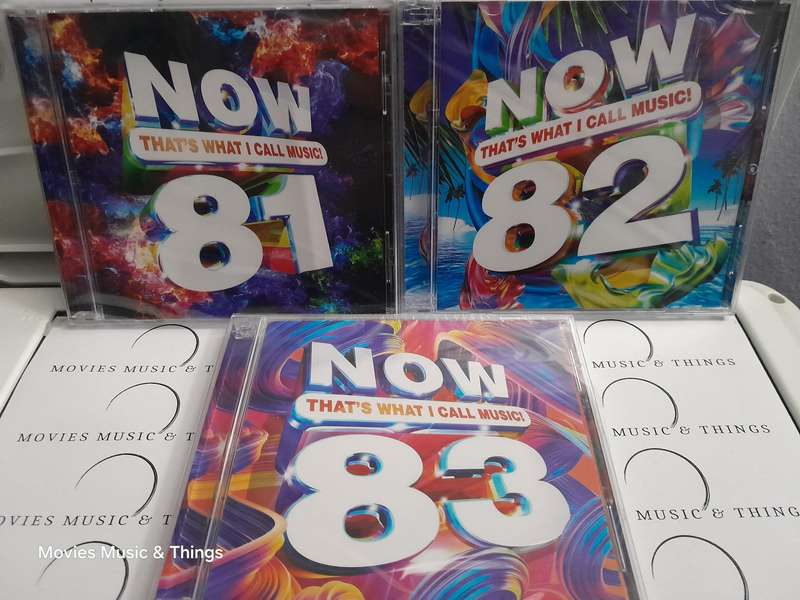 NOW
THAT'S WHAT I CALL MUSIC!
81
NOW
THAT'S WHAT I CALL MUSIC!
82
NOW
THAT'S WHAT I CALL MUSIC!
83
MOVIES MUSIC & T
MUSIC & THINGS
MOVIES MUSIC & T
MUSIC & THINGS
OVIES MUSIC & T
MUSIC & THINGS
Movies Music & Things